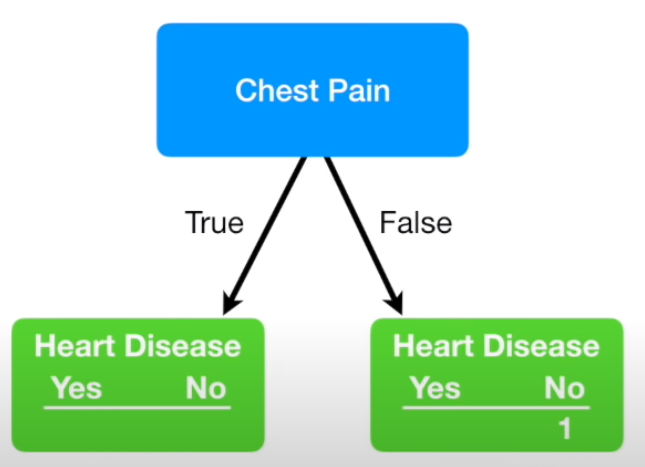 Chest Pain
True
False
Heart Disease
Yes No
Heart Disease
Yes No
1